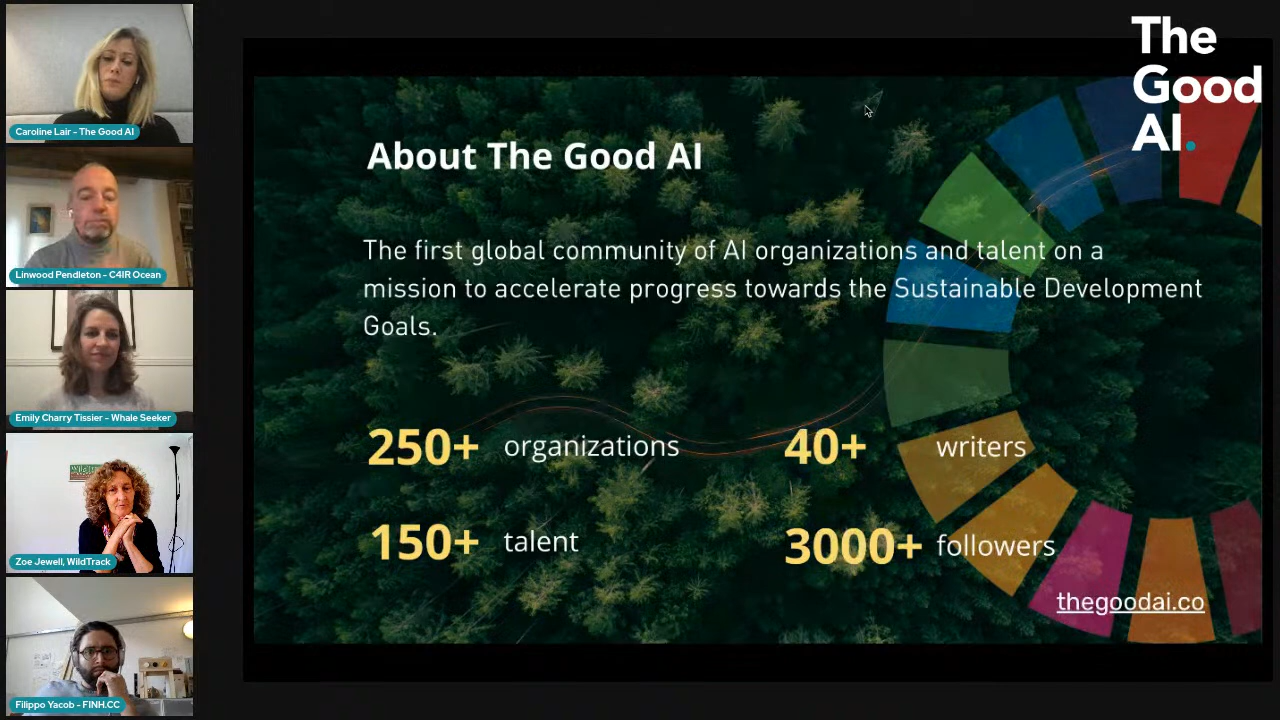 Caroline Lair - The Good AI
Linwood Pendleton - C4IR Ocean
Emily Charry Tissier - Whale Seeker
Zoe Jewell, WildTrack
Filippo Yacob - FINH.CC
The
Good
AI.
About The Good AI
The first global community of AI organizations and talent on a
mission to accelerate progress towards the Sustainable Development
Goals.
250+ organizations
40+ writers
150+ talent
3000+ followers
thegoodai.co